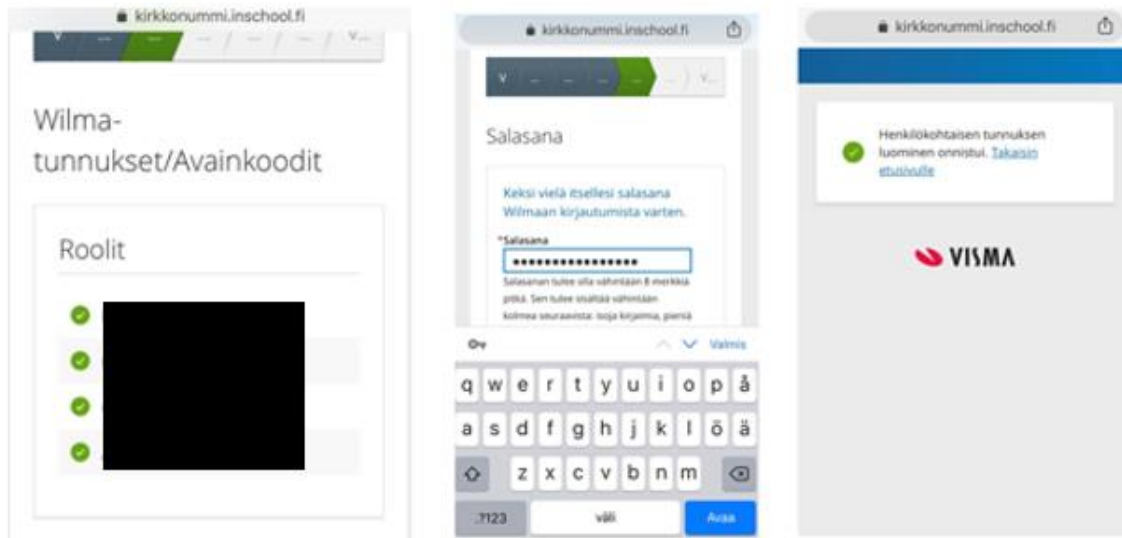 kirkkonummi.inschool.fi
V ... ... ... ... ... V...
Wilma-
tunnukset/Avainkoodit
Roolit
kirkkonummi.inschool.fi
V ... ... ... ... ... V...
Salasana
Keksi vielä itsellesi salasana
Wilmaan kirjautumista varten.
*Salasana
Salasanan tulee olla vähintään 8 merkkiä
pitkä. Sen tulee sisältää vähintään
kolmea seuraavista: isoja kirjaimia, pieniä
Valmis
q w e r t y u i o p å
a s d f g h j k l ö ä
z x c v b n m
.?123 väli Avaa
kirkkonummi.inschool.fi
Henkilökohtaisen tunnuksen
luominen onnistui. Takaisin
etusivulle
VISMA